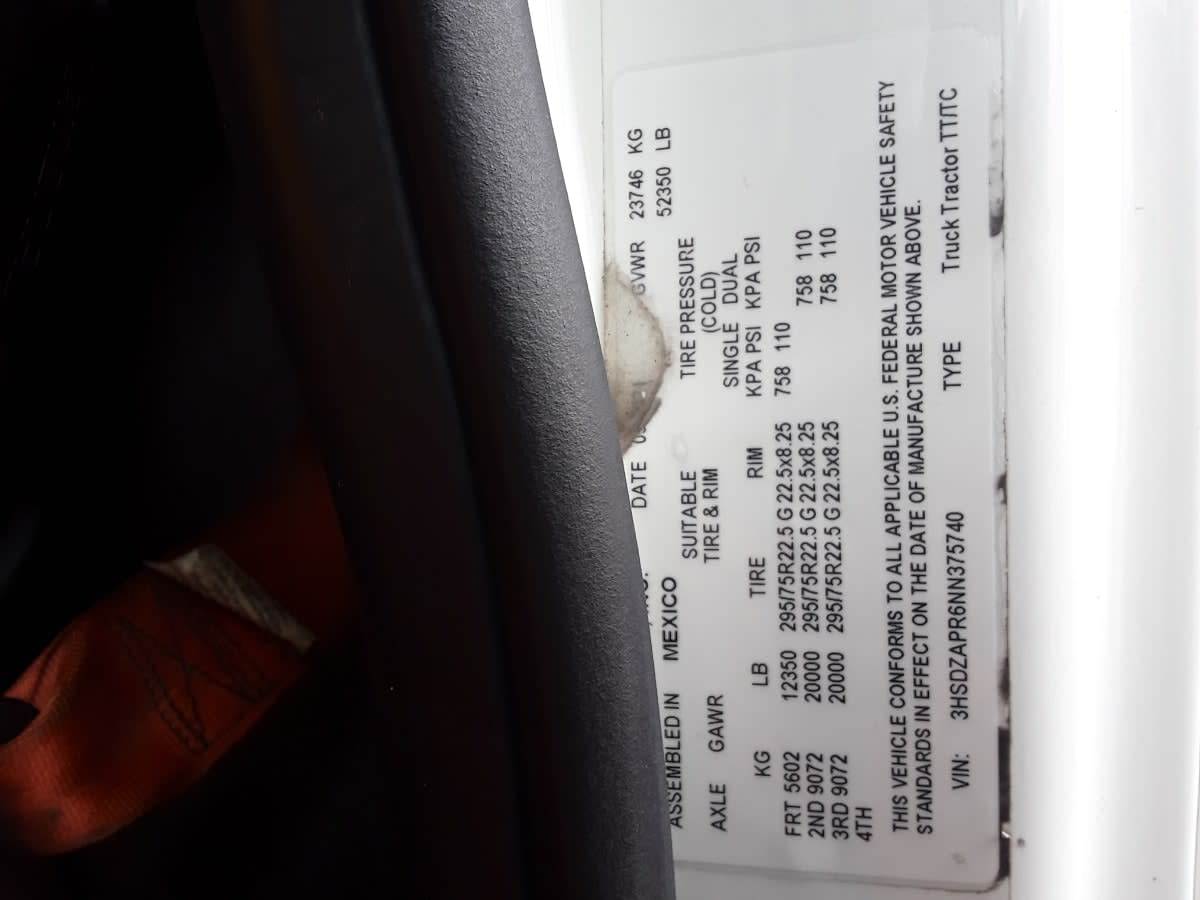 DATE GVWR 23746 KG
ASSEMBLED IN MEXICO 52350 LB
SUITABLE TIRE PRESSURE
AXLE GAWR TIRE & RIM (COLD)
SINGLE DUAL
KG LB TIRE RIM KPA PSI KPA PSI
FRT 5602 12350 295/75R22.5 G 22.5x8.25 758 110
2ND 9072 20000 295/75R22.5 G 22.5x8.25 758 110
3RD 9072 20000 295/75R22.5 G 22.5x8.25 758 110
4TH
THIS VEHICLE CONFORMS TO ALL APPLICABLE U.S. FEDERAL MOTOR VEHICLE SAFETY
STANDARDS IN EFFECT ON THE DATE OF MANUFACTURE SHOWN ABOVE.
VIN: 3HSDZAPR6NN375740 TYPE Truck Tractor TT/TC